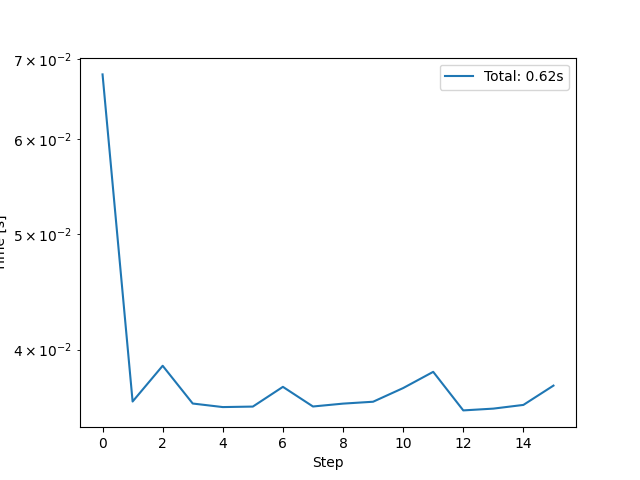 7 × 10⁻²
6 × 10⁻²
5 × 10⁻²
4 × 10⁻²
[s]
Total: 0.62s
0 2 4 6 8 10 12 14
Step